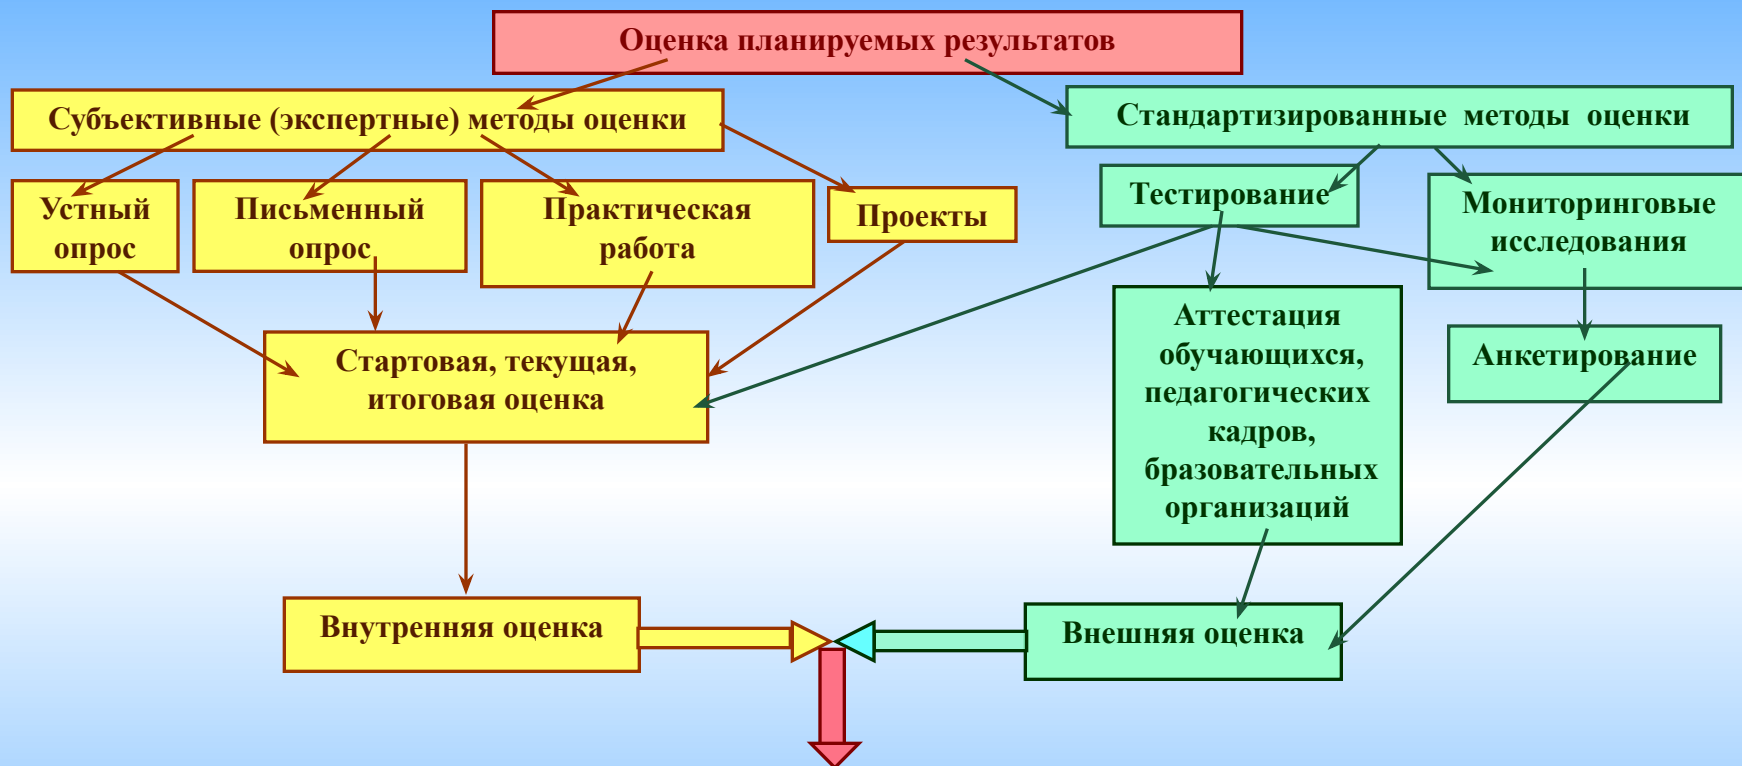 Оценка планируемых результатов
Субъективные (экспертные) методы оценки
Стандартизированные методы оценки
Устный
опрос
Письменный
опрос
Практическая
работа
Проекты
Тестирование
Мониторинговые
исследования
Стартовая, текущая,
итоговая оценка
Аттестация
обучающихся,
педагогических
кадров,
бразовательных
организаций
Анкетирование
Внутренняя оценка
Внешняя оценка